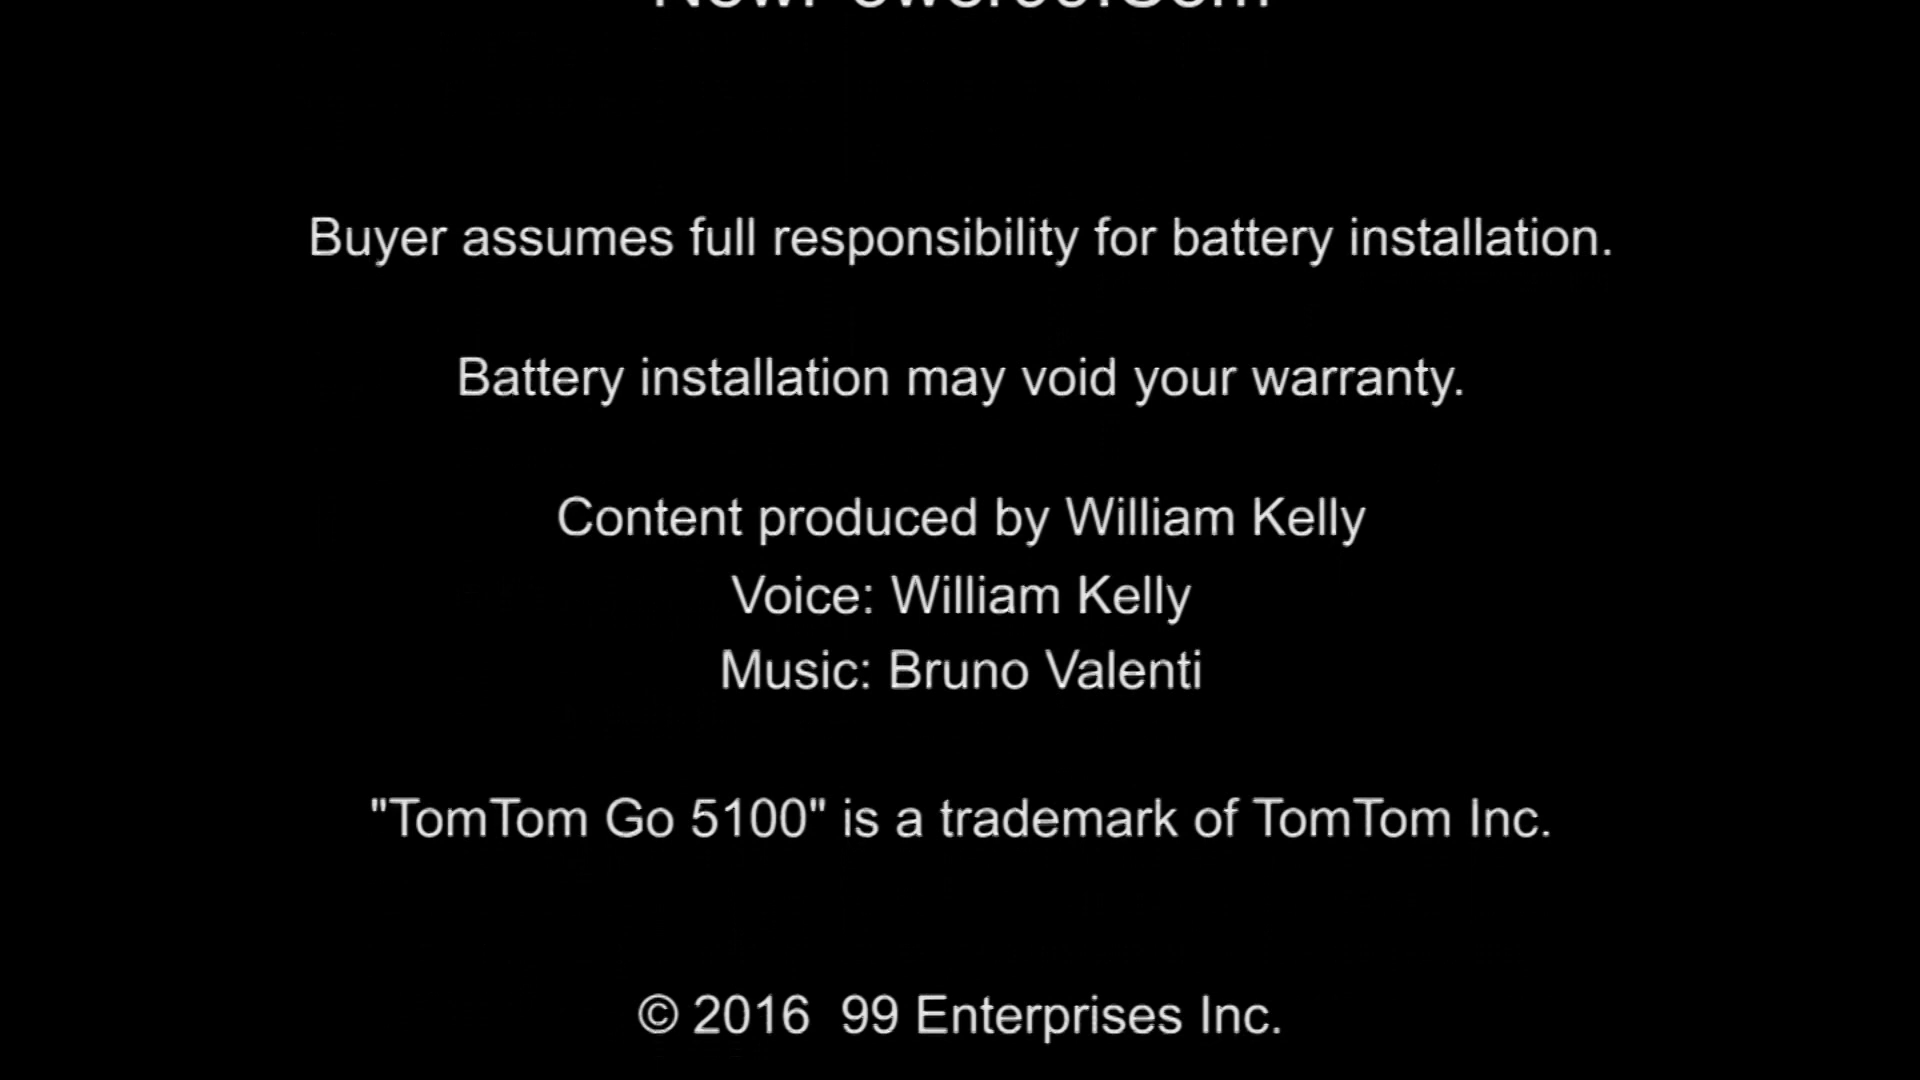 Buyer assumes full responsibility for battery installation.
Battery installation may void your warranty.
Content produced by William Kelly
Voice: William Kelly
Music: Bruno Valenti
"TomTom Go 5100" is a trademark of TomTom Inc.
© 2016  99 Enterprises Inc.